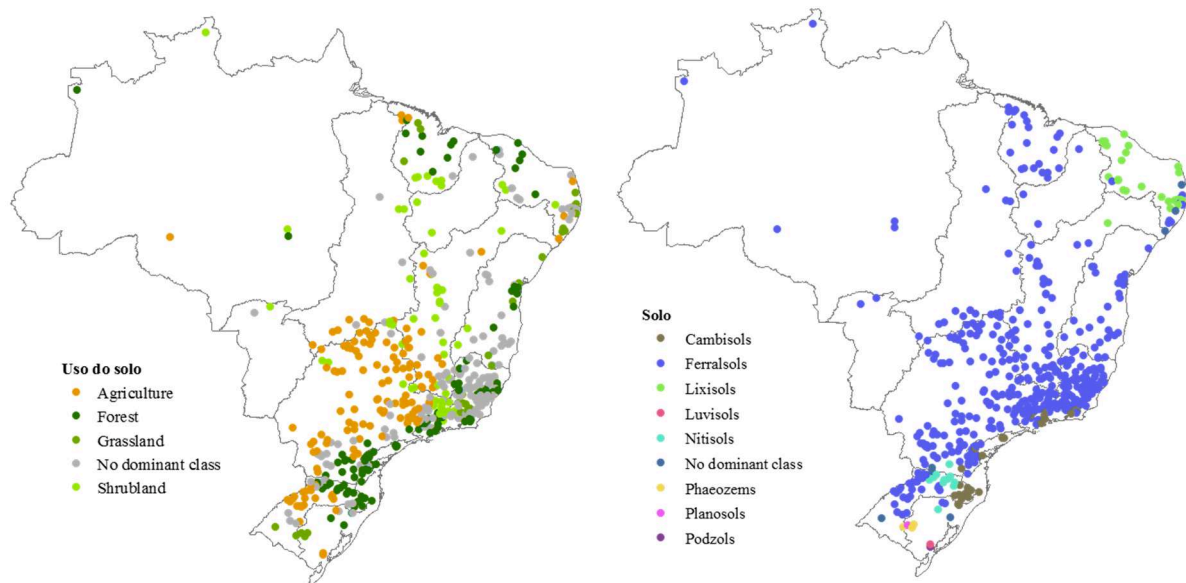 Uso do solo
Agriculture
Forest
Grassland
No dominant class
Shrubland
Solo
Cambisols
Ferralsols
Lixisols
Luvisols
Nitisols
No dominant class
Phaeozems
Planosols
Podzols